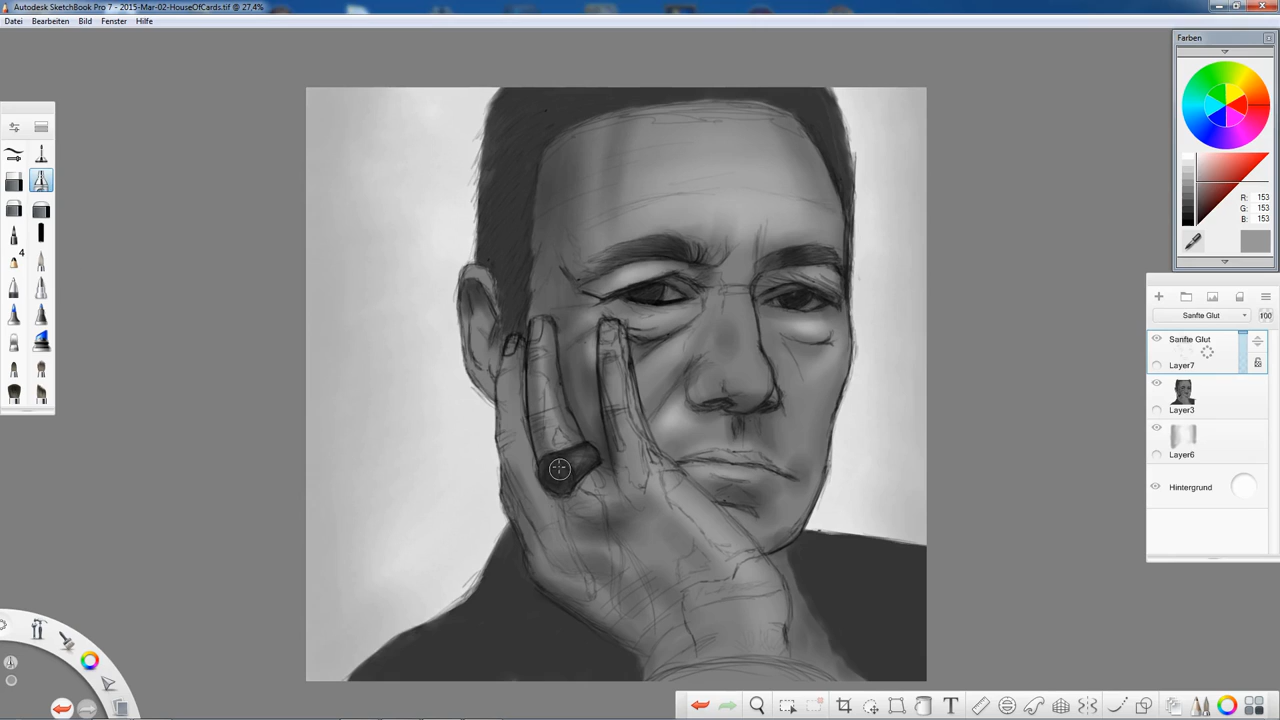 Autodesk SketchBook Pro 7 - 2015-Mar-02-HouseOfCards.tif @ 27.4%
Datei Bearbeiten Bild Fenster Hilfe
Farben
R: 153
G: 153
B: 153
4
Sanfte Glut 100
Sanfte Glut
Layer7
Layer3
Layer6
Hintergrund
T